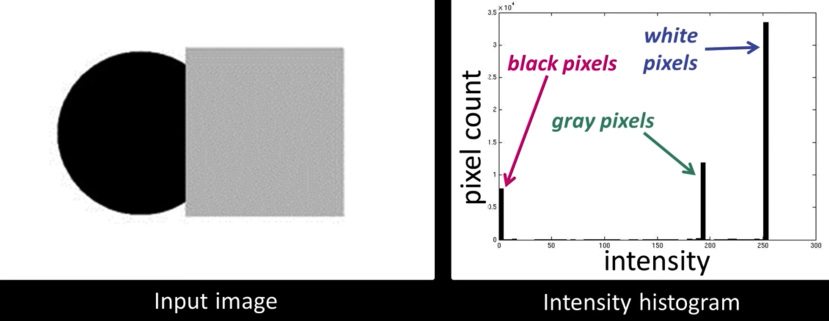 Input image
× 10⁴
3.5
3
2.5
2
1.5
1
0.5
0
0
50
100
150
200
250
300
pixel count
intensity
black pixels
gray pixels
white
pixels
Intensity histogram